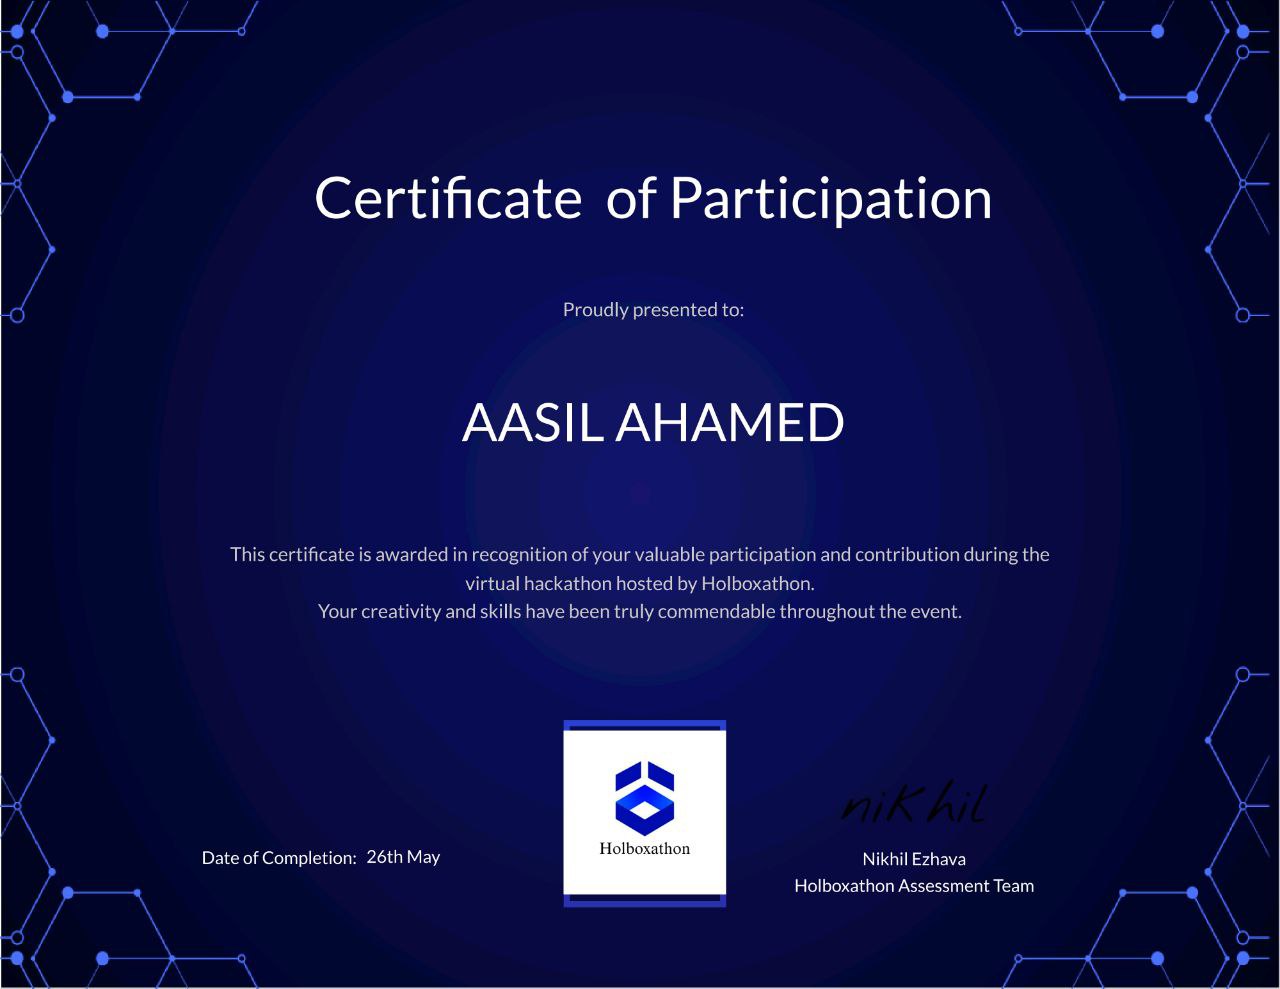 Certificate of Participation
Proudly presented to:
AASIL AHAMED
This certificate is awarded in recognition of your valuable participation and contribution during the
virtual hackathon hosted by Holboxathon.
Your creativity and skills have been truly commendable throughout the event.
Holboxathon
niKhil
Date of Completion: 26th May
Nikhil Ezhava
Holboxathon Assessment Team